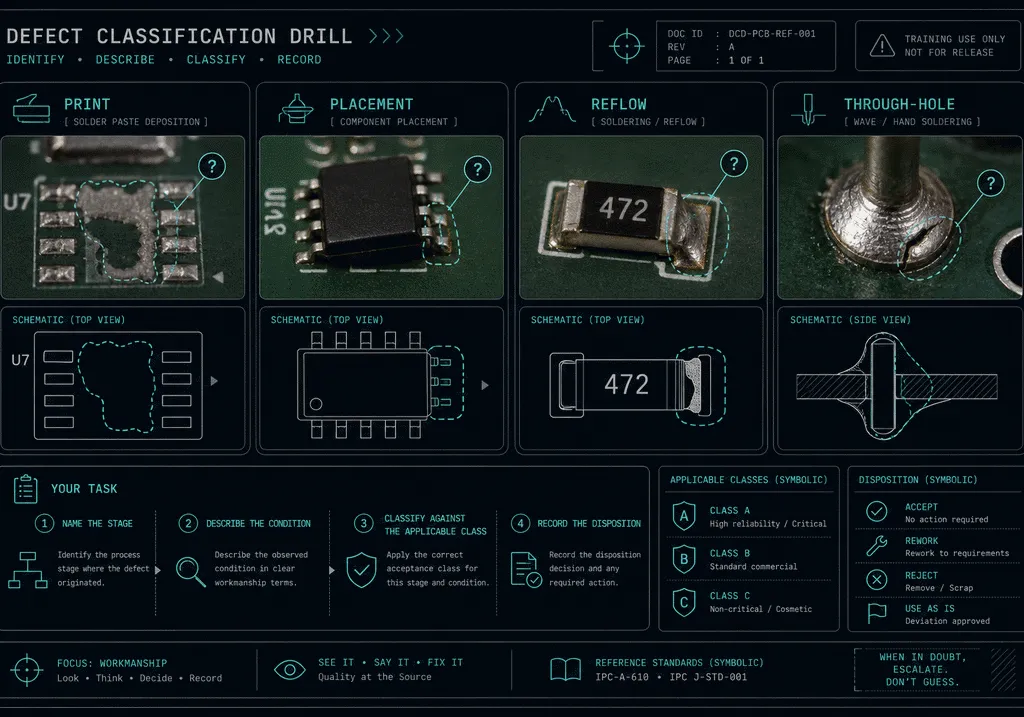 DEFECT CLASSIFICATION DRILL >>>
IDENTIFY • DESCRIBE • CLASSIFY • RECORD
DOC ID : DCD-PCB-REF-001
REV : A
PAGE : 1 OF 1
TRAINING USE ONLY
NOT FOR RELEASE
PRINT
[ SOLDER PASTE DEPOSITION ]
U7
?
SCHEMATIC (TOP VIEW)
U7
PLACEMENT
[ COMPONENT PLACEMENT ]
?
SCHEMATIC (TOP VIEW)
REFLOW
[ SOLDERING / REFLOW ]
?
472
SCHEMATIC (TOP VIEW)
472
THROUGH-HOLE
[ WAVE / HAND SOLDERING ]
?
SCHEMATIC (SIDE VIEW)
YOUR TASK
1 NAME THE STAGE
Identify the process
stage where the defect
originated.
2 DESCRIBE THE CONDITION
Describe the observed
condition in clear
workmanship terms.
3 CLASSIFY AGAINST
THE APPLICABLE CLASS
Apply the correct
acceptance class for
this stage and condition.
4 RECORD THE DISPOSTION
Record the disposition
decision and any
required action.
APPLICABLE CLASSES (SYMBOLIC)
A CLASS A
High reliability / Critical
B CLASS B
Standard commercial
C CLASS C
Non-critical / Cosmetic
DISPOSITION (SYMBOLIC)
ACCEPT
No action required
REWORK
Rework to requirements
REJECT
Remove / Scrap
USE AS IS
Deviation approved
FOCUS: WORKMANSHIP
Look • Think • Decide • Record
SEE IT • SAY IT • FIX IT
Quality at the Source
REFERENCE STANDARDS (SYMBOLIC)
IPC-A-610 • IPC J-STD-001
WHEN IN DOUBT,
ESCALATE.
DON'T GUESS.